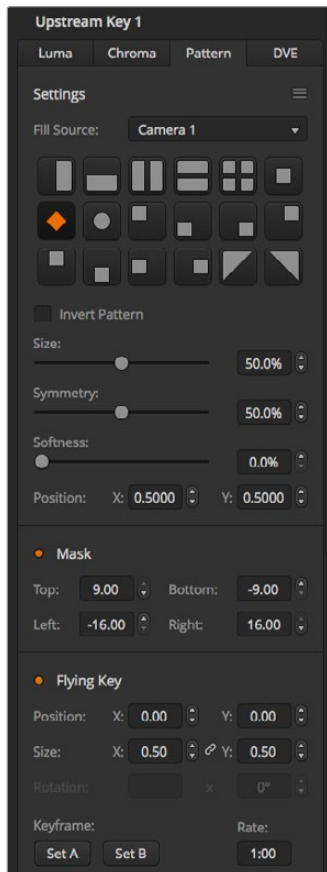 Upstream Key 1
Luma Chroma Pattern DVE
Settings
Fill Source: Camera 1
Invert Pattern
Size:
50.0%
Symmetry:
50.0%
Softness:
0.0%
Position: X: 0.5000 Y: 0.5000
Mask
Top: 9.00 Bottom: -9.00
Left: -16.00 Right: 16.00
Flying Key
Position: X: 0.00 Y: 0.00
Size: X: 0.50 Y: 0.50
Rotation: x 0°
Keyframe: Rate:
Set A Set B 1:00